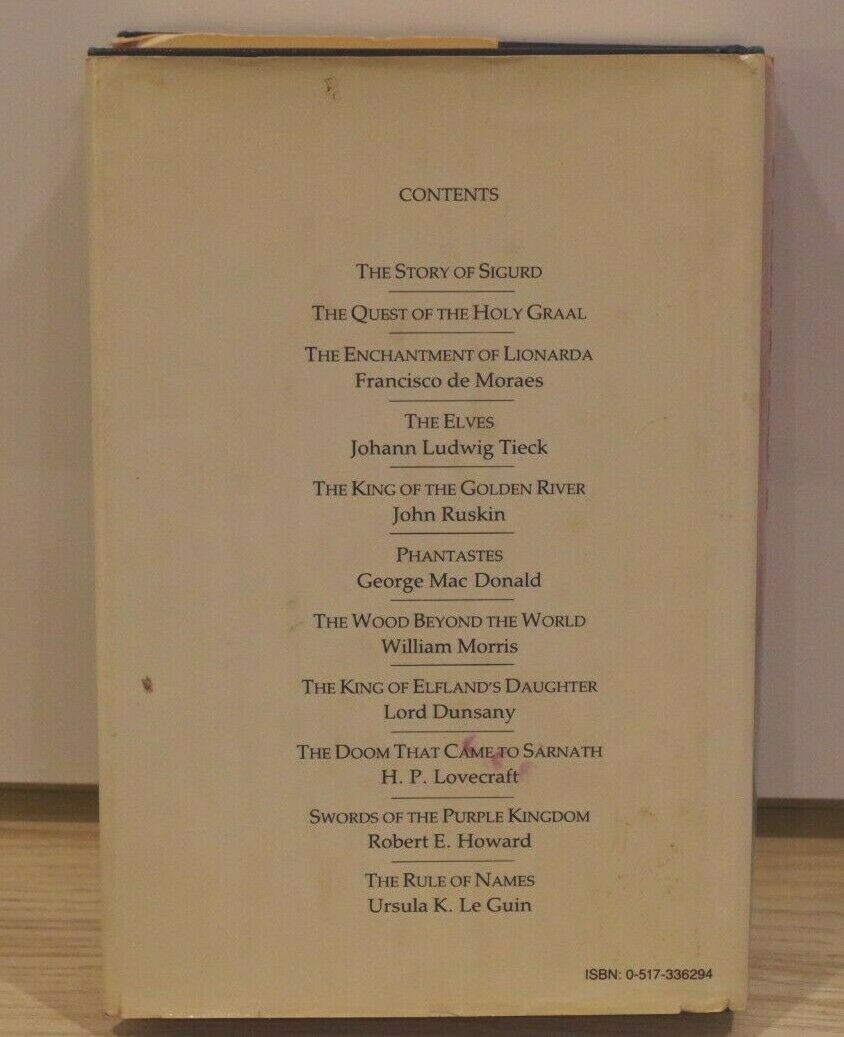 CONTENTS
THE STORY OF SIGURD
THE QUEST OF THE HOLY GRAAL
THE ENCHANTMENT OF LIONARDA
Francisco de Moraes
THE ELVES
Johann Ludwig Tieck
THE KING OF THE GOLDEN RIVER
John Ruskin
PHANTASTES
George Mac Donald
THE WOOD BEYOND THE WORLD
William Morris
THE KING OF ELFLAND'S DAUGHTER
Lord Dunsany
THE DOOM THAT CAME TO SARNATH
H. P. Lovecraft
SWORDS OF THE PURPLE KINGDOM
Robert E. Howard
THE RULE OF NAMES
Ursula K. Le Guin
ISBN: 0-517-336294